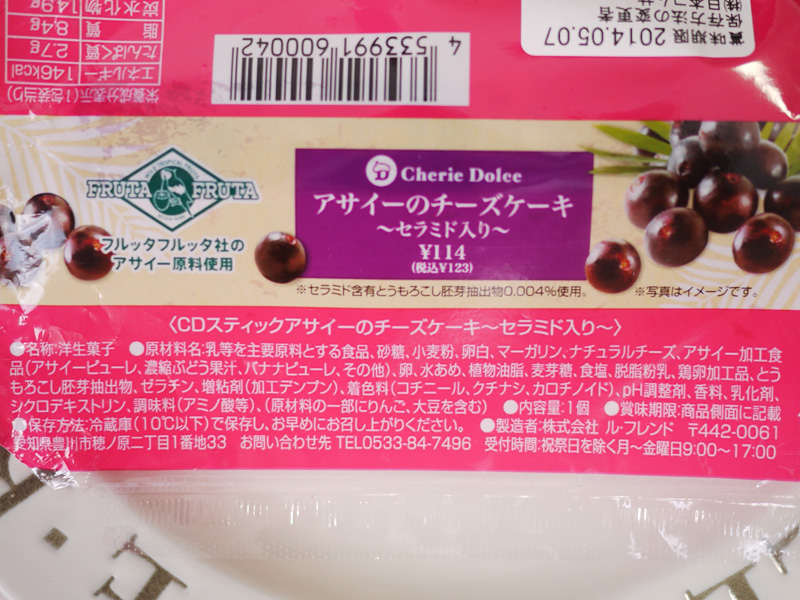 炭水化物 14.9g
脂質 8.4g
たんぱく質 2.7g
エネルギー 146kcal
栄養成分表示(1包装当り)
4 533991 600042
賞味期限 2014.05.07
保存方法の変更者
FRUTA FRUTA
フルッタフルッタ社の
アサイー原料使用
Cherie Dolce
アサイーのチーズケーキ
～セラミド入り～
¥114
(税込¥123)
※セラミド含有とうもろこし胚芽抽出物0.004%使用。
※写真はイメージです。
〈CDスティックアサイーのチーズケーキ～セラミド入り～〉
●名称:洋生菓子 ●原材料名:乳等を主要原料とする食品、砂糖、小麦粉、卵白、マーガリン、ナチュラルチーズ、アサイー加工食
品(アサイーピューレ、濃縮ぶどう果汁、バナナピューレ、その他)、卵、水あめ、植物油脂、麦芽糖、食塩、脱脂粉乳、鶏卵加工品、とう
もろこし胚芽抽出物、ゼラチン、増粘剤(加工デンプン)、着色料(コチニール、クチナシ、カロチノイド)、pH調整剤、香料、乳化剤、
シクロデキストリン、調味料(アミノ酸等)、(原材料の一部にりんご、大豆を含む) ●内容量:1個 ●賞味期限:商品側面に記載
●保存方法:冷蔵庫(10℃以下)で保存し、お早めにお召し上がりください。 ●製造者:株式会社 ル・フレンド 〒442-0061
愛知県豊川市穂ノ原二丁目1番地33 お問い合わせ先 TEL0533-84-7496 受付時間:祝祭日を除く月～金曜日9:00～17:00